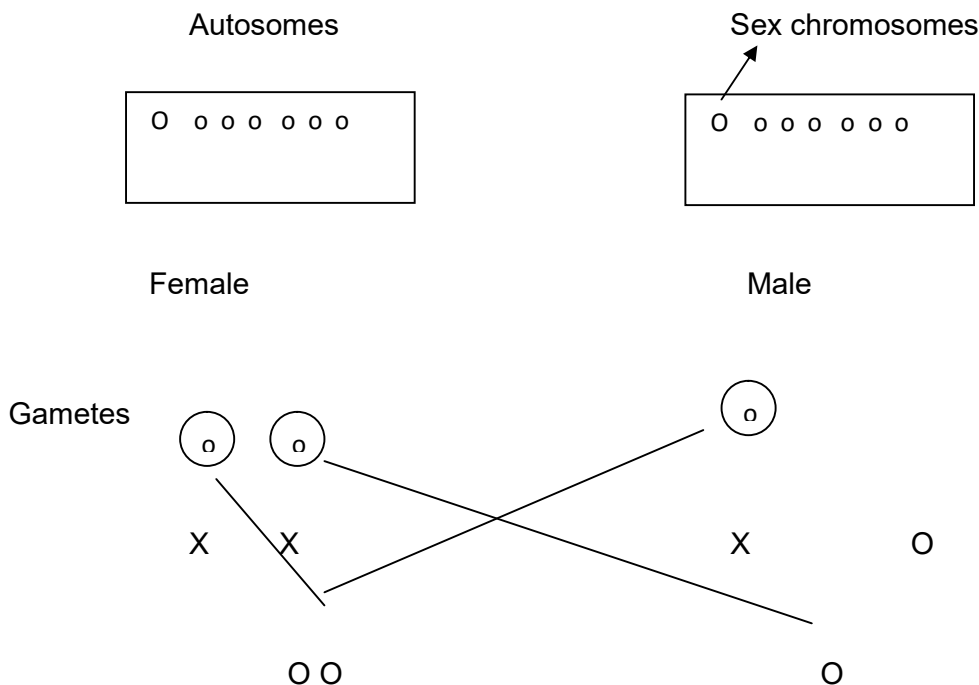 Autosomes Sex chromosomes
O o o o o o o O o o o o o o
Female Male
Gametes o o o
X X X O
O O O